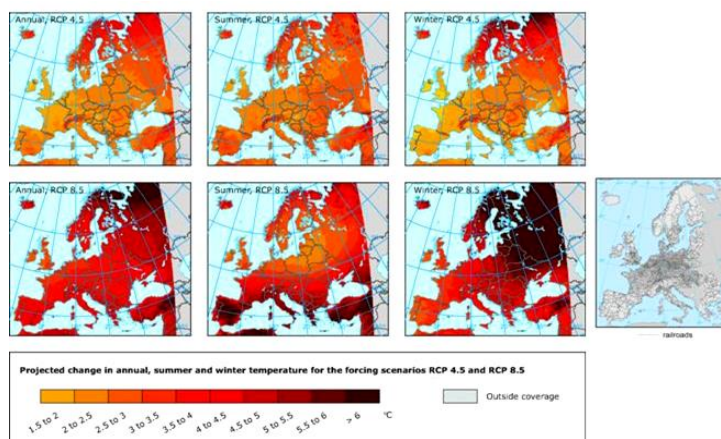 Annual, RCP 4.5
Summer, RCP 4.5
Winter, RCP 4.5
Annual, RCP 8.5
Summer, RCP 8.5
Winter, RCP 8.5
railroads
Projected change in annual, summer and winter temperature for the forcing scenarios RCP 4.5 and RCP 8.5
1.5 to 2
2 to 2.5
2.5 to 3
3 to 3.5
3.5 to 4
4 to 4.5
4.5 to 5
5 to 5.5
5.5 to 6
> 6
°C
Outside coverage